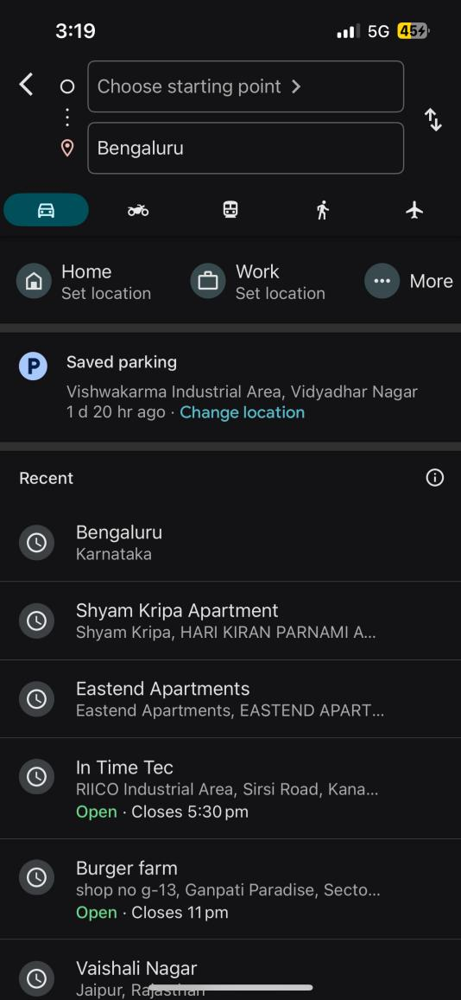 3:19
5G
45
Choose starting point
Bengaluru
Home
Set location
Work
Set location
More
P
Saved parking
Vishwakarma Industrial Area, Vidyadhar Nagar
1 d 20 hr ago · Change location
Recent
Bengaluru
Karnataka
Shyam Kripa Apartment
Shyam Kripa, HARI KIRAN PARNAMI A...
Eastend Apartments
Eastend Apartments, EASTEND APART...
In Time Tec
RIICO Industrial Area, Sirsi Road, Kana...
Open · Closes 5:30 pm
Burger farm
shop no g-13, Ganpati Paradise, Secto...
Open · Closes 11 pm
Vaishali Nagar
Jaipur, Rajasthan